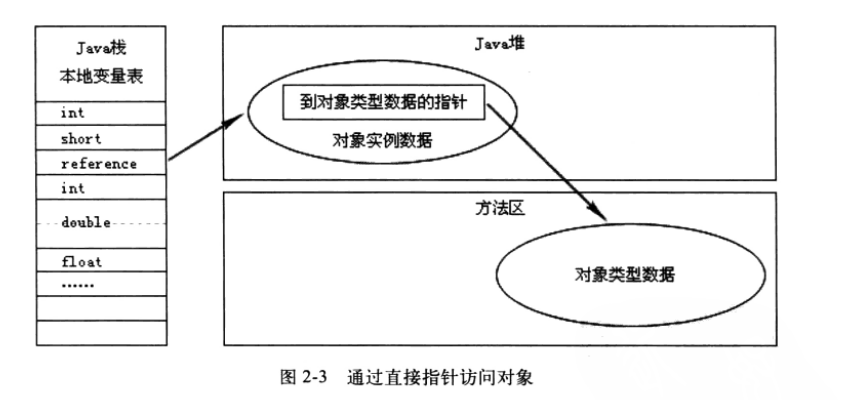 Java栈
本地变量表
int
short
reference
int
double
float
……
Java堆
到对象类型数据的指针
对象实例数据
方法区
对象类型数据
图 2-3 通过直接指针访问对象